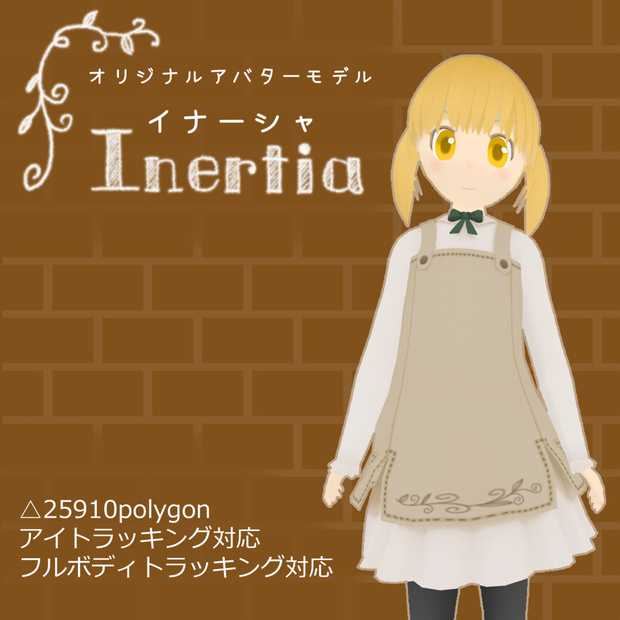 オリジナルアバターモデル
イナーシャ
Inertia
△25910polygon
アイトラッキング対応
フルボディトラッキング対応